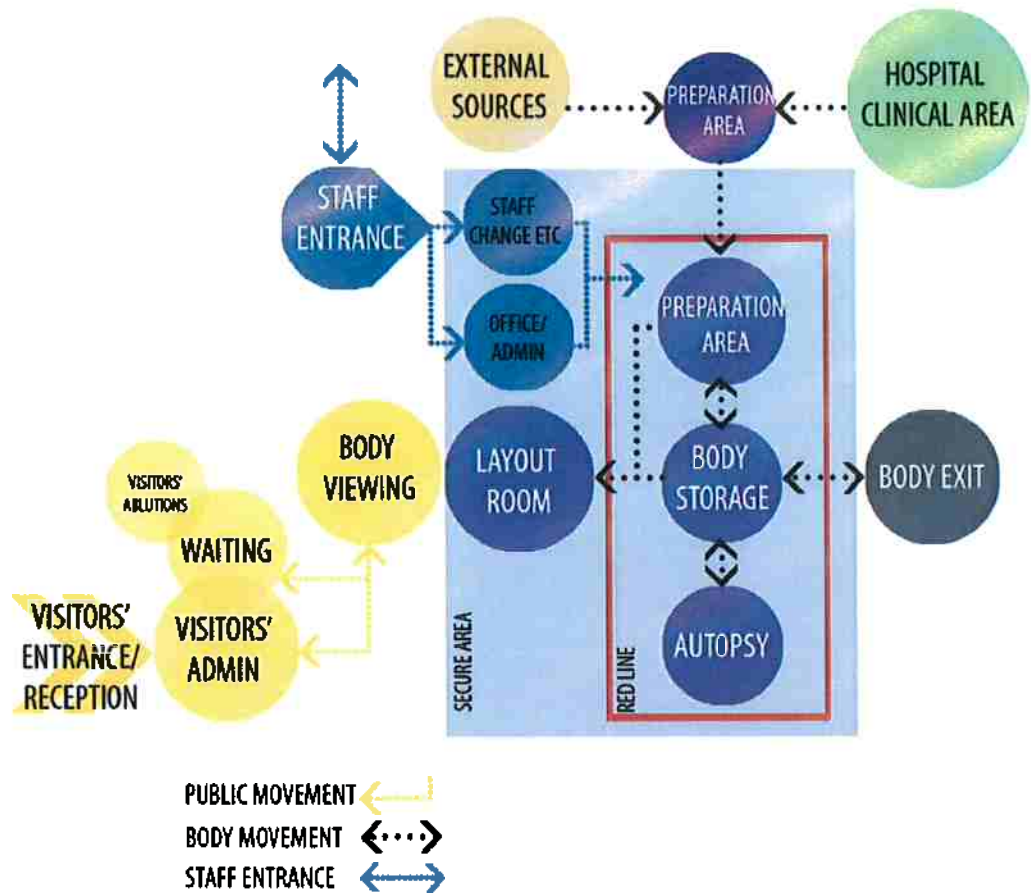 EXTERNAL
SOURCES
PREPARATION
AREA
HOSPITAL
CLINICAL AREA
STAFF
ENTRANCE
STAFF
CHANGE ETC
OFFICE/
ADMIN
PREPARATION
AREA
BODY
VIEWING
LAYOUT
ROOM
BODY
STORAGE
BODY EXIT
VISITORS'
ABLUTIONS
WAITING
VISITORS'
ENTRANCE/
RECEPTION
VISITORS'
ADMIN
AUTOPSY
SECURE AREA
RED LINE
PUBLIC MOVEMENT
BODY MOVEMENT
STAFF ENTRANCE